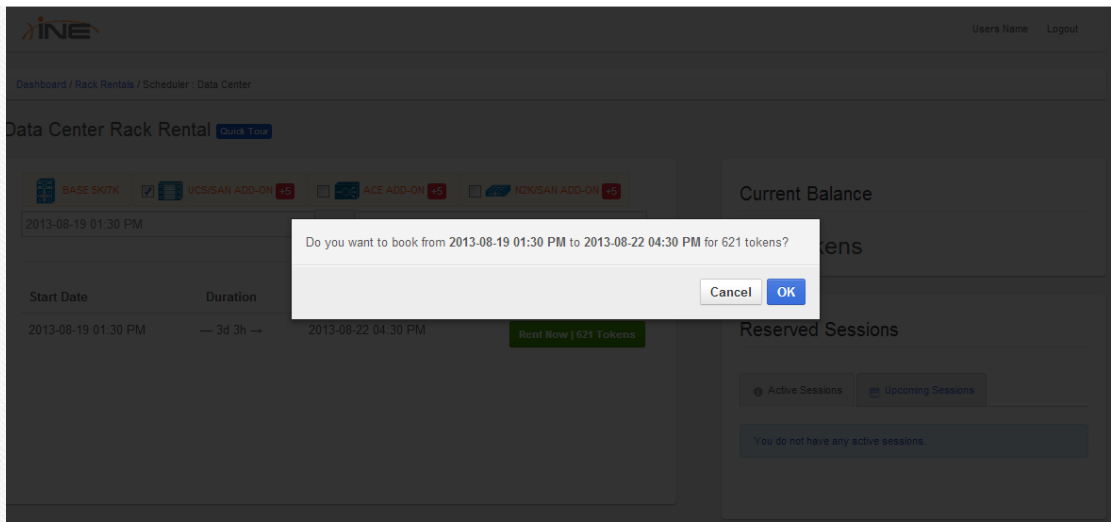 INE
Users Name Logout
Dashboard / Rack Rentals / Scheduler : Data Center
Data Center Rack Rental Quick Tour
BASE 5K/7K UCS/SAN ADD-ON +5 ACE ADD-ON +5 N2K/SAN ADD-ON +5
2013-08-19 01:30 PM
Do you want to book from 2013-08-19 01:30 PM to 2013-08-22 04:30 PM for 621 tokens?
Cancel OK
Start Date Duration
2013-08-19 01:30 PM — 3d 3h → 2013-08-22 04:30 PM Rent Now | 621 Tokens
Current Balance
kens
Reserved Sessions
Active Sessions Upcoming Sessions
You do not have any active sessions.